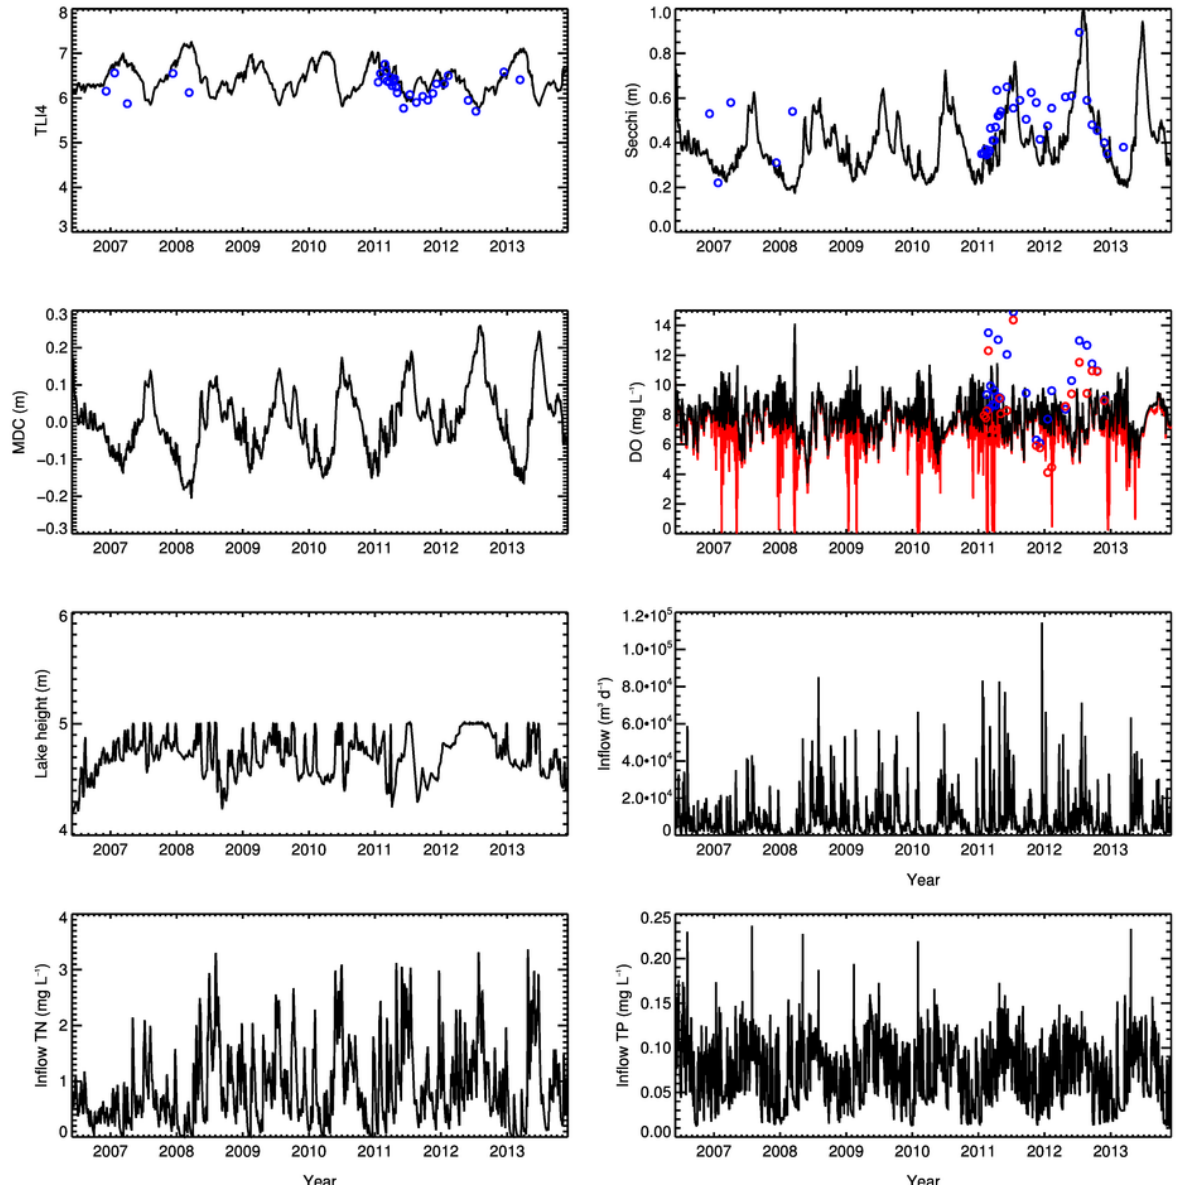 8
7
6
5
4
3
TLI4
2007 2008 2009 2010 2011 2012 2013
1.0
0.8
0.6
0.4
0.2
0.0
Secchi (m)
2007 2008 2009 2010 2011 2012 2013
0.3
0.2
0.1
0.0
−0.1
−0.2
−0.3
MDC (m)
2007 2008 2009 2010 2011 2012 2013
14
12
10
8
6
4
2
0
DO (mg L⁻¹)
2007 2008 2009 2010 2011 2012 2013
6
5
4
Lake height (m)
2007 2008 2009 2010 2011 2012 2013
1.2•10⁵
1.0•10⁵
8.0•10⁴
6.0•10⁴
4.0•10⁴
2.0•10⁴
0
Inflow (m³ d⁻¹)
2007 2008 2009 2010 2011 2012 2013
Year
4
3
2
1
0
Inflow TN (mg L⁻¹)
2007 2008 2009 2010 2011 2012 2013
Year
0.25
0.20
0.15
0.10
0.05
0.00
Inflow TP (mg L⁻¹)
2007 2008 2009 2010 2011 2012 2013
Year